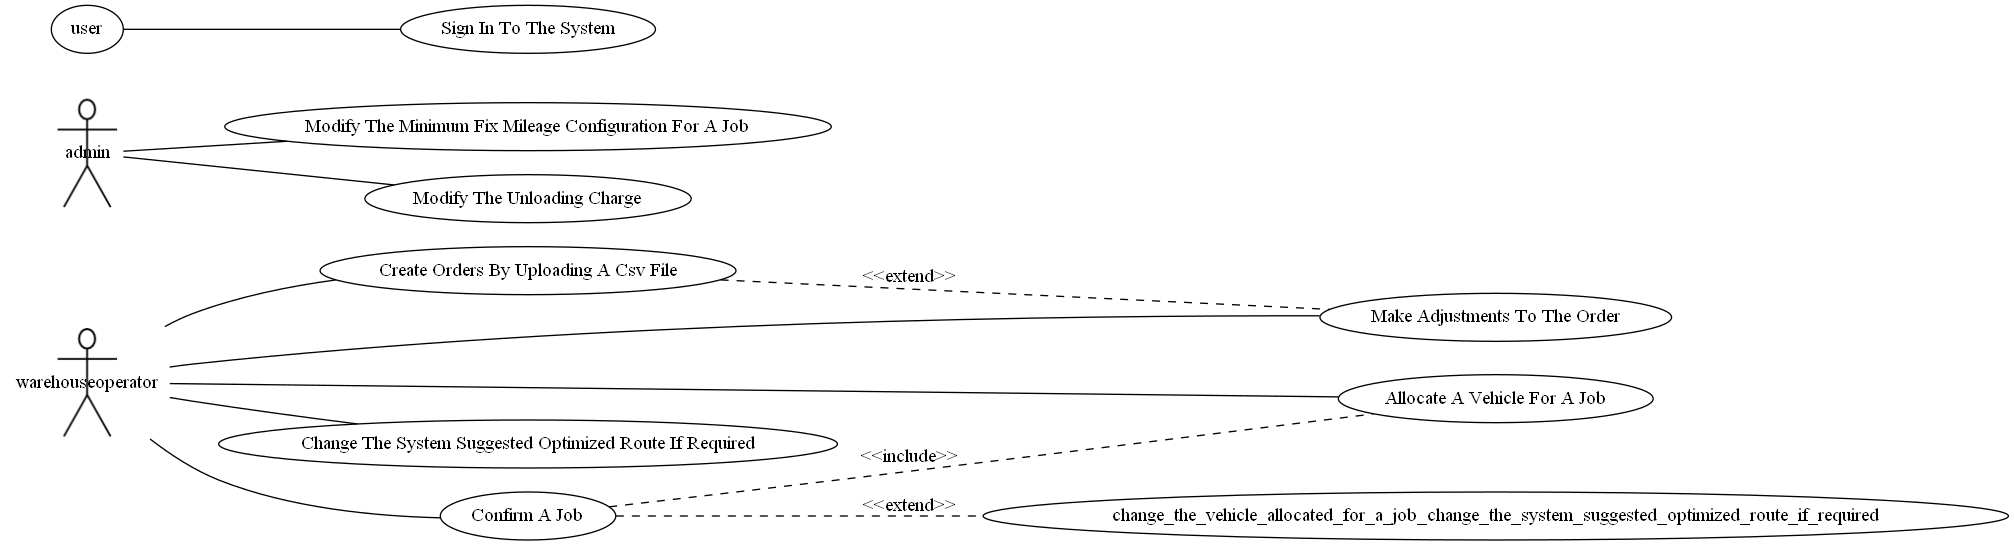 user
Sign In To The System
admin
Modify The Minimum Fix Mileage Configuration For A Job
Modify The Unloading Charge
Create Orders By Uploading A Csv File
<<extend>>
Make Adjustments To The Order
warehouseoperator
Allocate A Vehicle For A Job
Change The System Suggested Optimized Route If Required
<<include>>
<<extend>>
Confirm A Job
change_the_vehicle_allocated_for_a_job_change_the_system_suggested_optimized_route_if_required